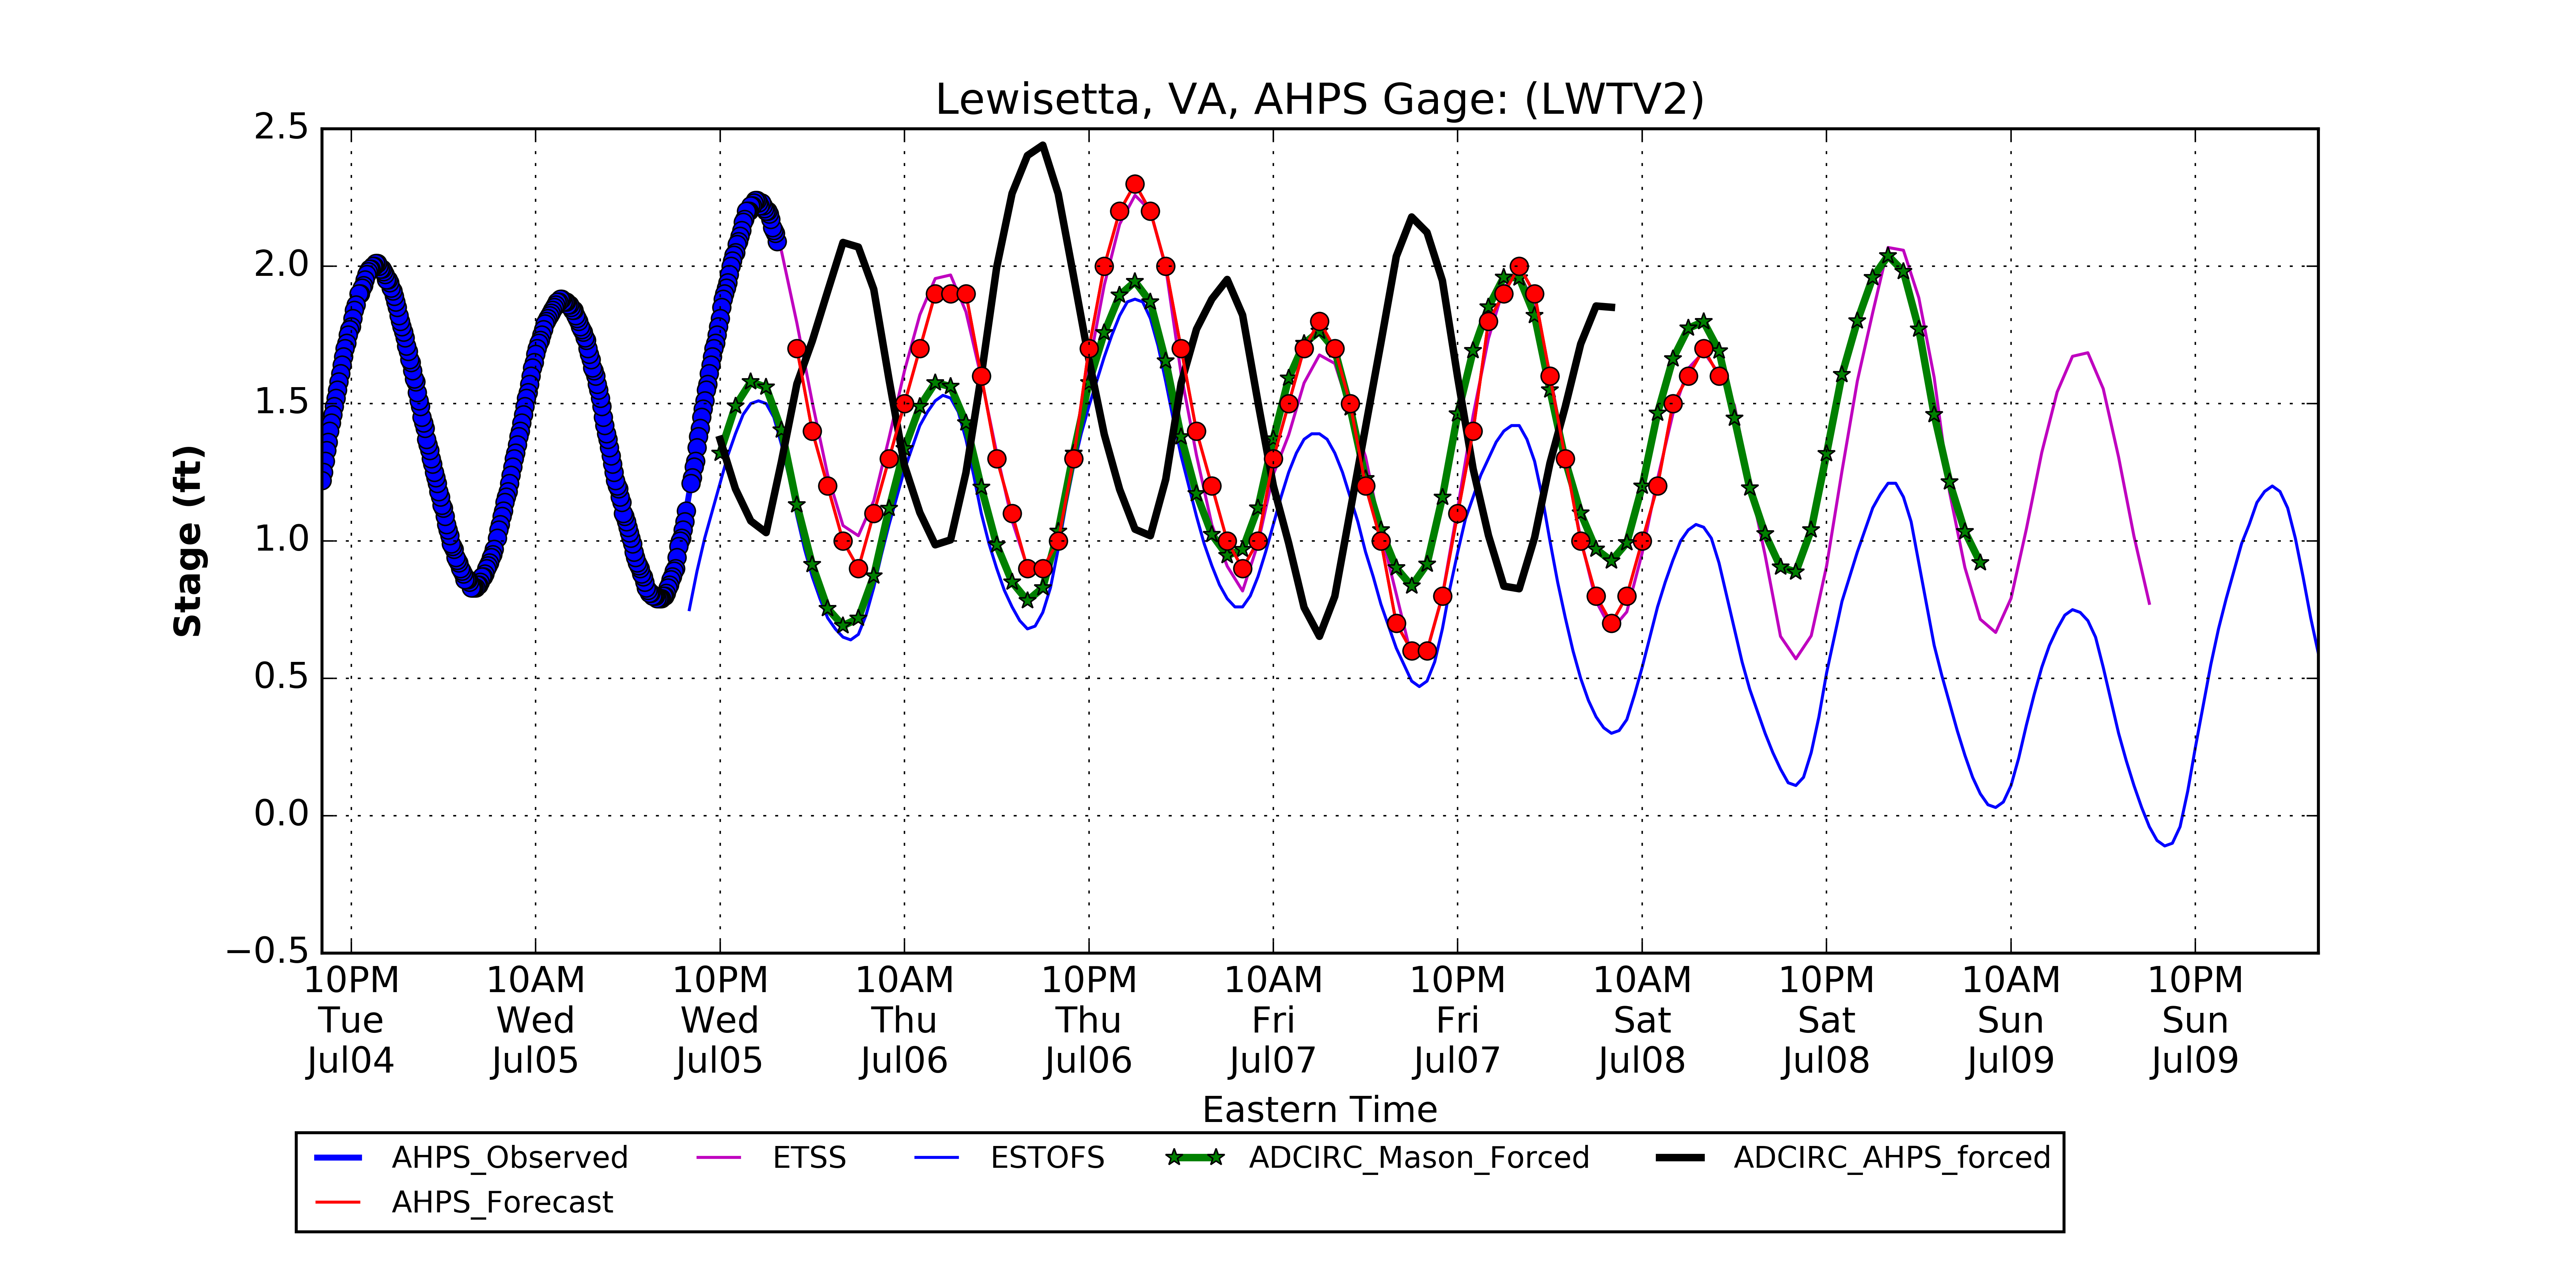 Lewisetta, VA, AHPS Gage: (LWTV2)
2.5
2.0
1.5
1.0
0.5
0.0
−0.5
Stage (ft)
10PM 10AM 10PM 10AM 10PM 10AM 10PM 10AM 10PM 10AM 10PM
Tue Wed Wed Thu Thu Fri Fri Sat Sat Sun Sun
Jul04 Jul05 Jul05 Jul06 Jul06 Jul07 Jul07 Jul08 Jul08 Jul09 Jul09
Eastern Time
AHPS_Observed ETSS ESTOFS ADCIRC_Mason_Forced ADCIRC_AHPS_forced
AHPS_Forecast